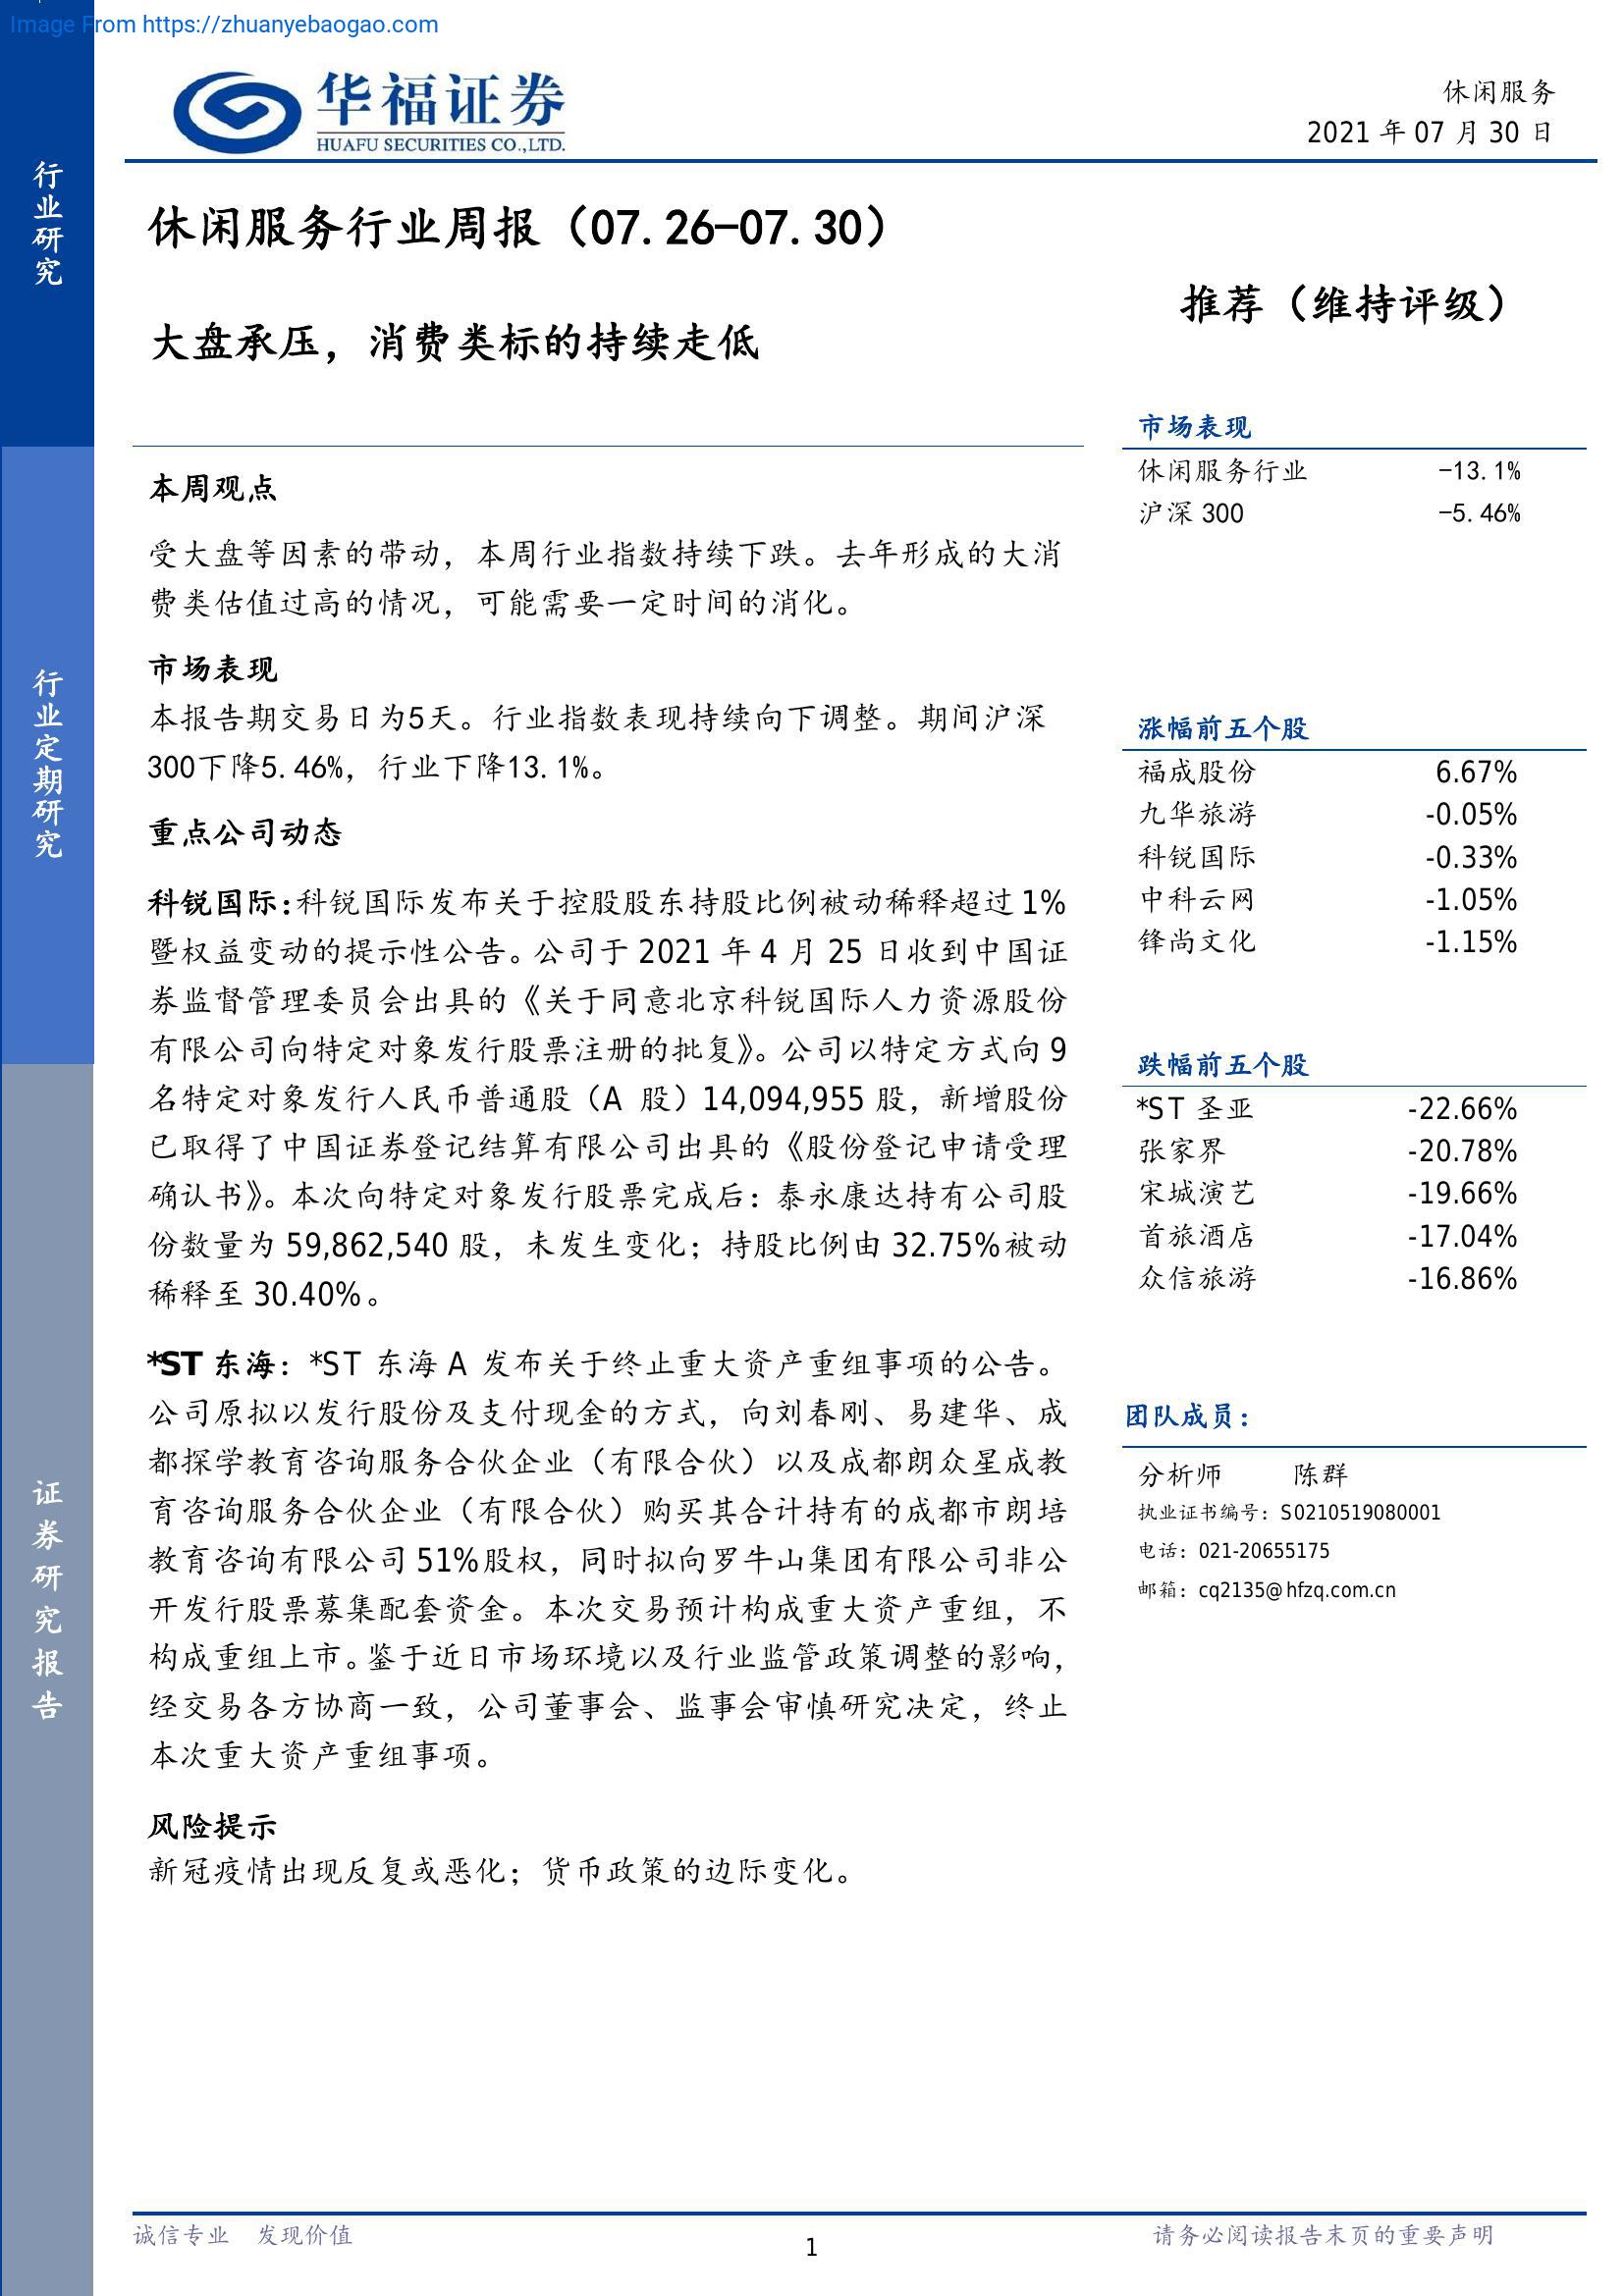 Image From https://zhuanyebaogao.com
华福证券
HUAFU SECURITIES CO.,LTD.
休闲服务
2021 年 07 月 30 日
行业研究
行业定期研究
证券研究报告
休闲服务行业周报（07.26-07.30）
大盘承压，消费类标的持续走低
推荐（维持评级）
本周观点
受大盘等因素的带动，本周行业指数持续下跌。去年形成的大消
费类估值过高的情况，可能需要一定时间的消化。
市场表现
本报告期交易日为5天。行业指数表现持续向下调整。期间沪深
300下降5.46%，行业下降13.1%。
重点公司动态
科锐国际：科锐国际发布关于控股股东持股比例被动稀释超过 1%
暨权益变动的提示性公告。公司于 2021 年 4 月 25 日收到中国证
券监督管理委员会出具的《关于同意北京科锐国际人力资源股份
有限公司向特定对象发行股票注册的批复》。公司以特定方式向 9
名特定对象发行人民币普通股（A 股）14,094,955 股，新增股份
已取得了中国证券登记结算有限公司出具的《股份登记申请受理
确认书》。本次向特定对象发行股票完成后：泰永康达持有公司股
份数量为 59,862,540 股，未发生变化；持股比例由 32.75%被动
稀释至 30.40%。
*ST 东海：*ST 东海 A 发布关于终止重大资产重组事项的公告。
公司原拟以发行股份及支付现金的方式，向刘春刚、易建华、成
都探学教育咨询服务合伙企业（有限合伙）以及成都朗众星成教
育咨询服务合伙企业（有限合伙）购买其合计持有的成都市朗培
教育咨询有限公司 51%股权，同时拟向罗牛山集团有限公司非公
开发行股票募集配套资金。本次交易预计构成重大资产重组，不
构成重组上市。鉴于近日市场环境以及行业监管政策调整的影响，
经交易各方协商一致，公司董事会、监事会审慎研究决定，终止
本次重大资产重组事项。
风险提示
新冠疫情出现反复或恶化；货币政策的边际变化。
市场表现
休闲服务行业 -13.1%
沪深 300 -5.46%
涨幅前五个股
福成股份 6.67%
九华旅游 -0.05%
科锐国际 -0.33%
中科云网 -1.05%
锋尚文化 -1.15%
跌幅前五个股
*ST 圣亚 -22.66%
张家界 -20.78%
宋城演艺 -19.66%
首旅酒店 -17.04%
众信旅游 -16.86%
团队成员：
分析师 陈群
执业证书编号：S0210519080001
电话：021-20655175
邮箱：cq2135@hfzq.com.cn
诚信专业 发现价值
1
请务必阅读报告末页的重要声明